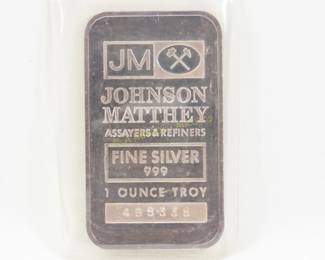 JM
JOHNSON
MATTHEY
ASSAYERS & REFINERS
FINE SILVER
999
1 OUNCE TROY